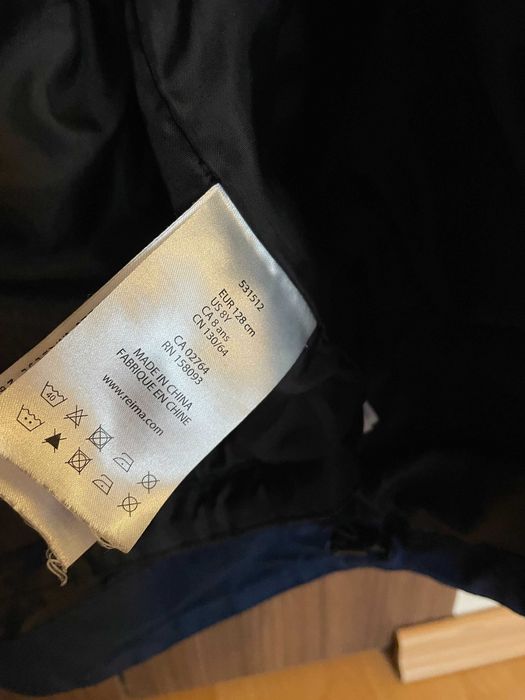 531512
EUR 128 cm
US 8Y
CA 8 ans
CN 130/64
CA 02764
RN 158093
MADE IN CHINA
FABRIQUE EN CHINE
www.reima.com
40